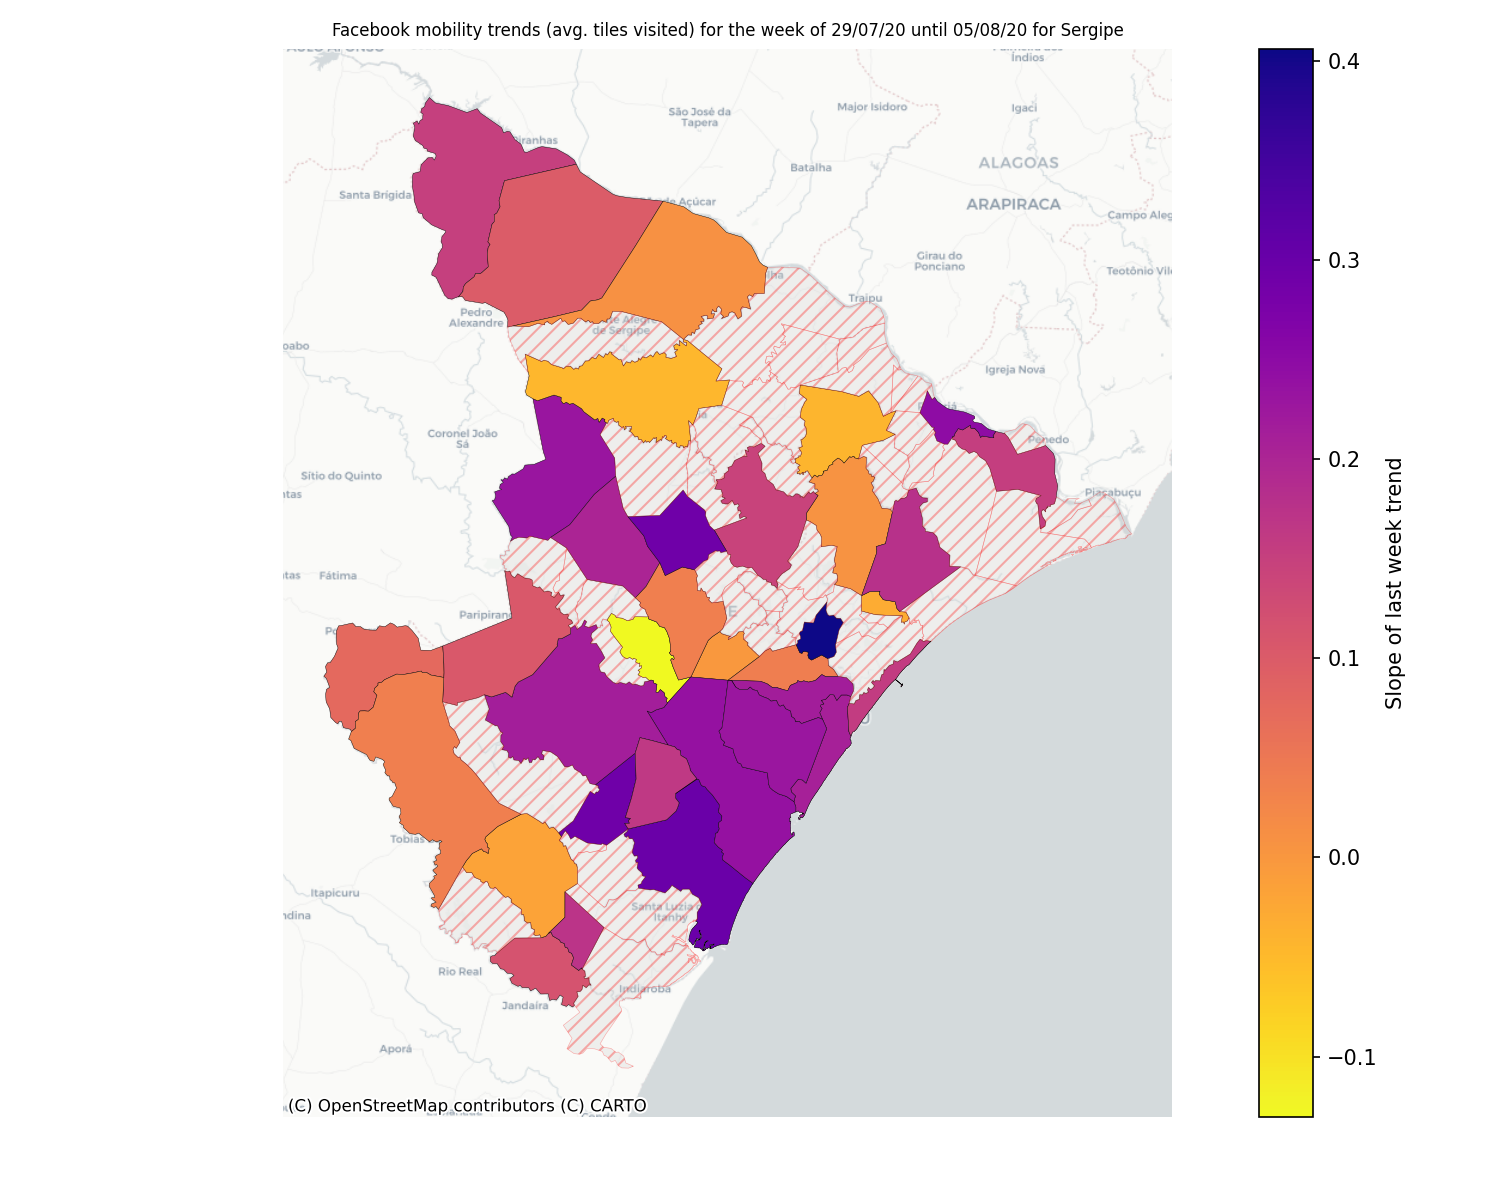 Facebook mobility trends (avg. tiles visited) for the week of 29/07/20 until 05/08/20 for Sergipe
Índios
São José da
Tapera
Major Isidoro
Igaci
Batalha
ALAGOAS
Santa Brígida
ARAPIRACA
Campo Aleg
Girau do
Ponciano
Teotônio Vile
Traipu
Pedro
Alexandre
de Sergipe
Igreja Nova
Coronel João
Sá
Penedo
Sítio do Quinto
Piaçabuçu
Fátima
Paripiran
Tobias
Itapicuru
Santa Luzia
Itanhy
Rio Real
Indiaroba
Jandaíra
Aporá
(C) OpenStreetMap contributors (C) CARTO
0.4
0.3
0.2
0.1
0.0
−0.1
Slope of last week trend